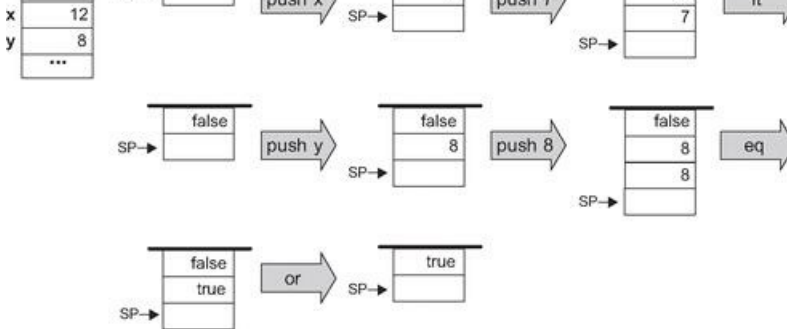 x 12
y 8
...
push x
SP
push 7
7
SP
lt
false
SP
push y
false
8
SP
push 8
false
8
8
SP
eq
false
true
SP
or
true
SP